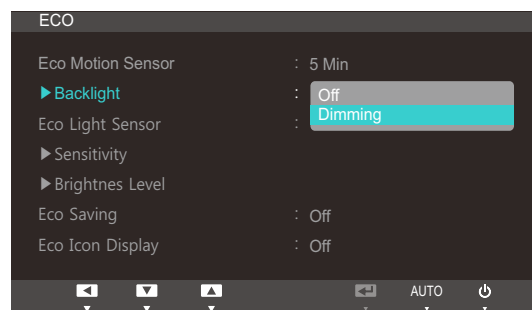 ECO
Eco Motion Sensor : 5 Min
▶Backlight : Off
Dimming
Eco Light Sensor :
▶Sensitivity
▶Brightnes Level
Eco Saving : Off
Eco Icon Display : Off
AUTO